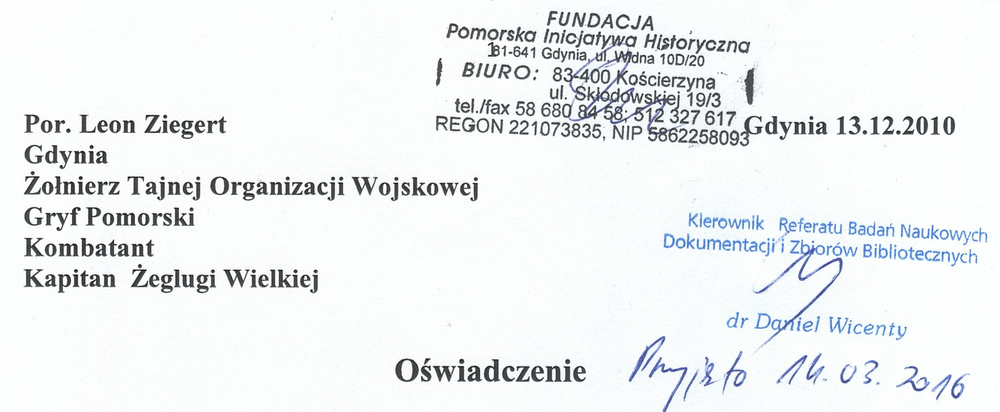 FUNDACJA
Pomorska Inicjatywa Historyczna
181-641 Gdynia, ul. Widna 10D/20
BIURO: 83-400 Kościerzyna
ul. Skłodowskiej 19/3
tel./fax 58 680 84 58; 512 327 617
REGON 221073835, NIP 5862258093
Por. Leon Ziegert
Gdynia 13.12.2010
Gdynia
Żołnierz Tajnej Organizacji Wojskowej
Gryf Pomorski
Kombatant
Kapitan Żeglugi Wielkiej
Kierownik Referatu Badań Naukowych
Dokumentacji i Zbiorów Bibliotecznych
dr Daniel Wicenty
Oświadczenie
Przyjęto 14.03.2016